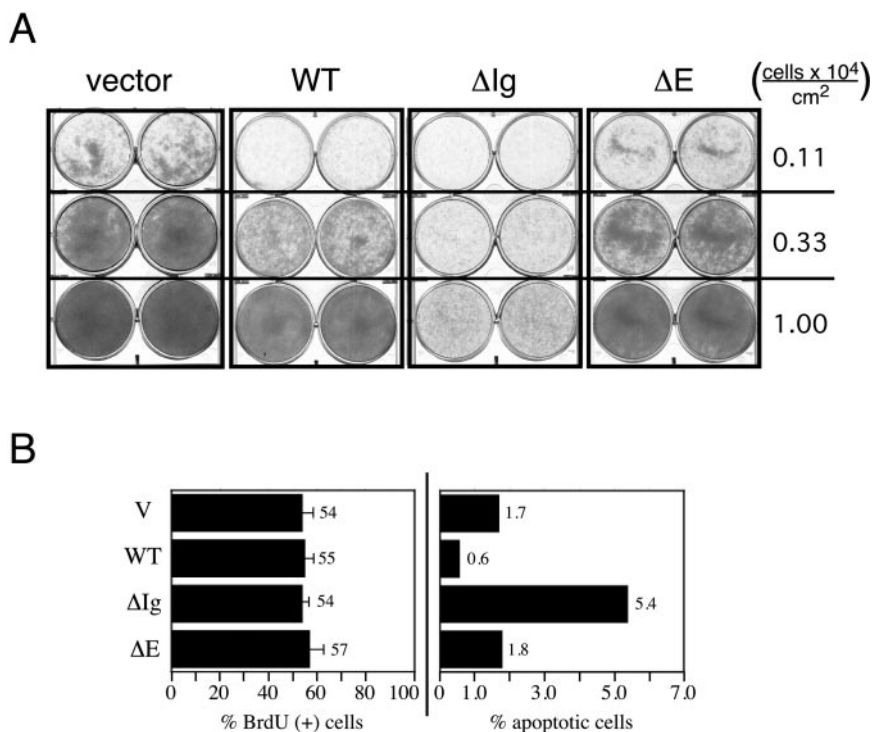 A
vector WT ΔIg ΔE (cells x 10⁴ / cm²)
0.11
0.33
1.00
B
V 54 1.7
WT 55 0.6
ΔIg 54 5.4
ΔE 57 1.8
0 20 40 60 80 100 0 1.0 3.0 5.0 7.0
% BrdU (+) cells % apoptotic cells